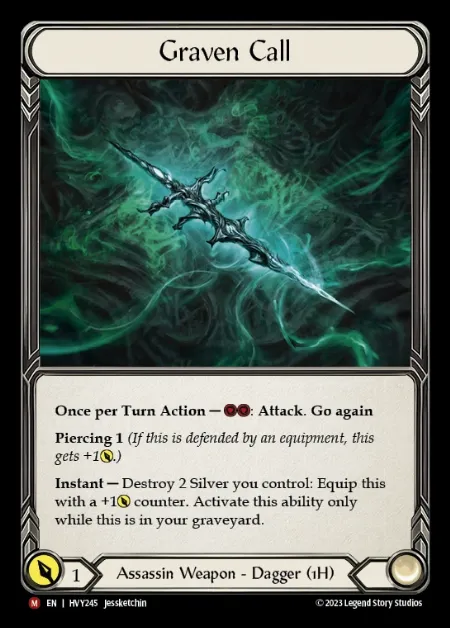 Graven Call
Once per Turn Action — : Attack. Go again
Piercing 1 (If this is defended by an equipment, this
gets +1.)
Instant — Destroy 2 Silver you control: Equip this
with a +1 counter. Activate this ability only
while this is in your graveyard.
1 Assassin Weapon - Dagger (1H)
M EN | HVY245 Jessketchin © 2023 Legend Story Studios